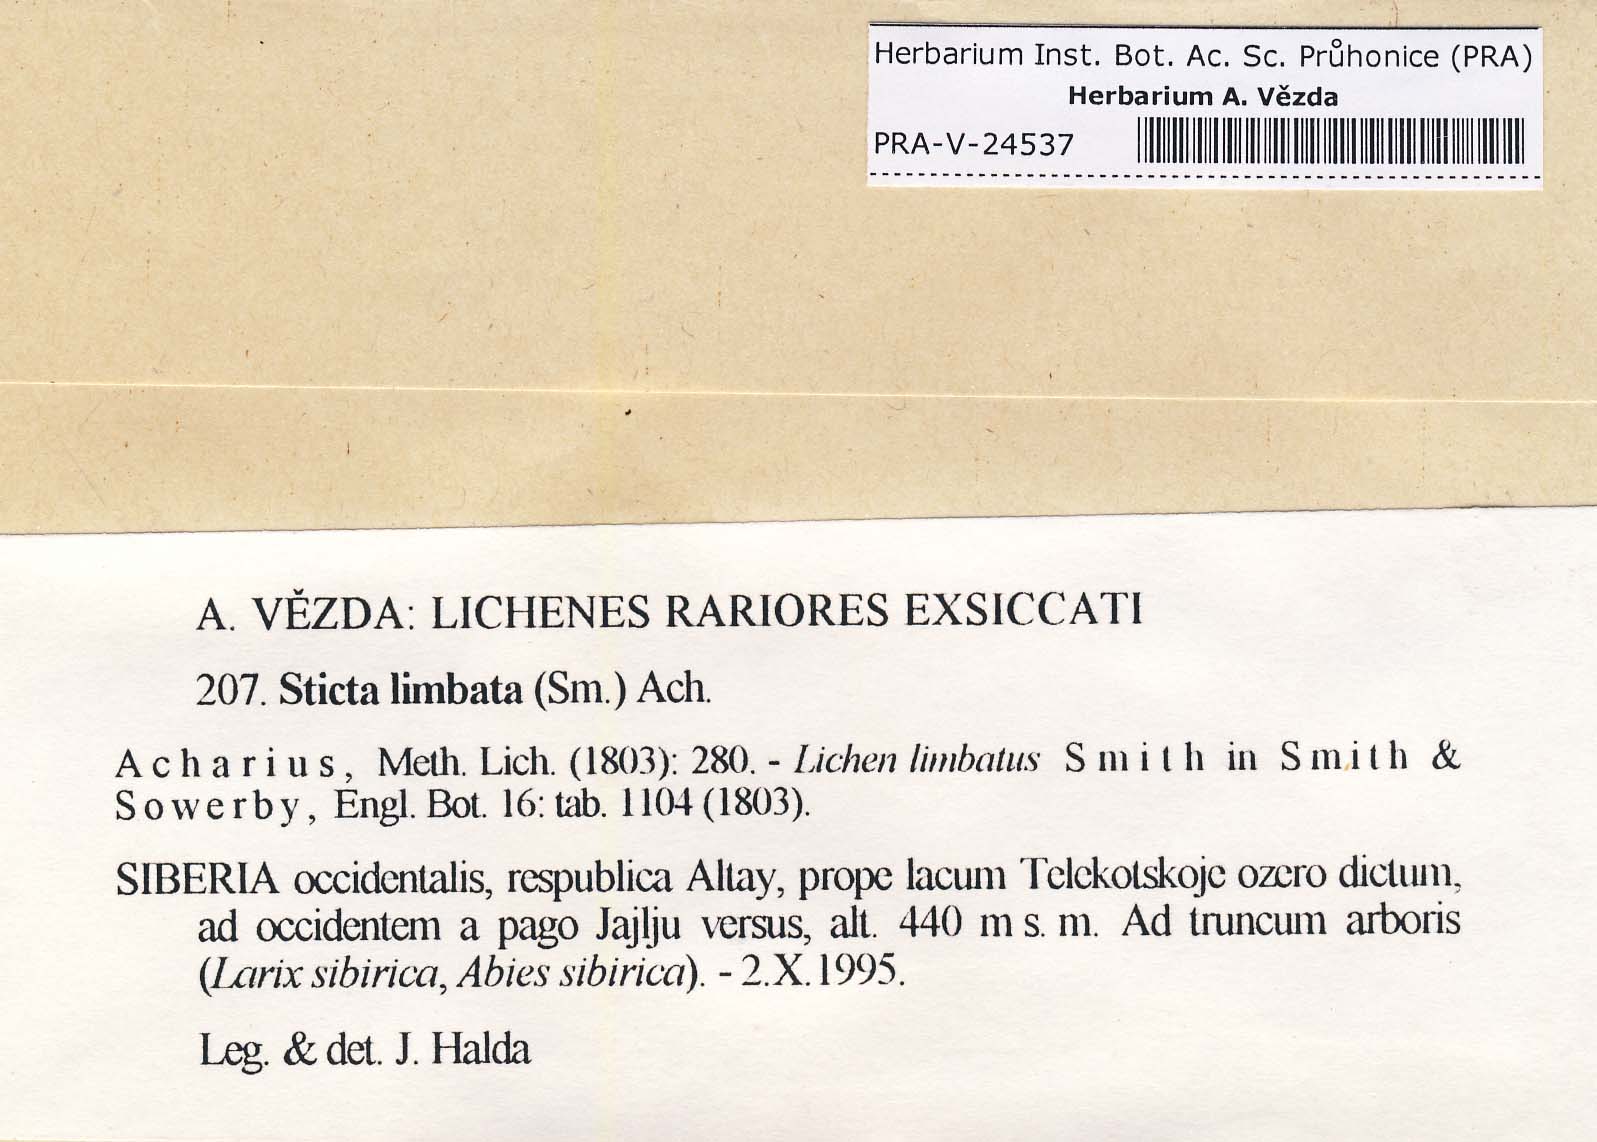 Herbarium Inst. Bot. Ac. Sc. Průhonice (PRA)
Herbarium A. Vězda
PRA-V-24537
A. VĚZDA: LICHENES RARIORES EXSICCATI
207. Sticta limbata (Sm.) Ach.
Acharius, Meth. Lich. (1803): 280. - Lichen limbatus Smith in Smith &
Sowerby, Engl. Bot. 16: tab. 1104 (1803).
SIBERIA occidentalis, respublica Altay, prope lacum Telekotskoje ozero dictum,
ad occidentem a pago Jajlju versus, alt. 440 m s. m. Ad truncum arboris
(Larix sibirica, Abies sibirica). - 2.X.1995.
Leg. & det. J. Halda